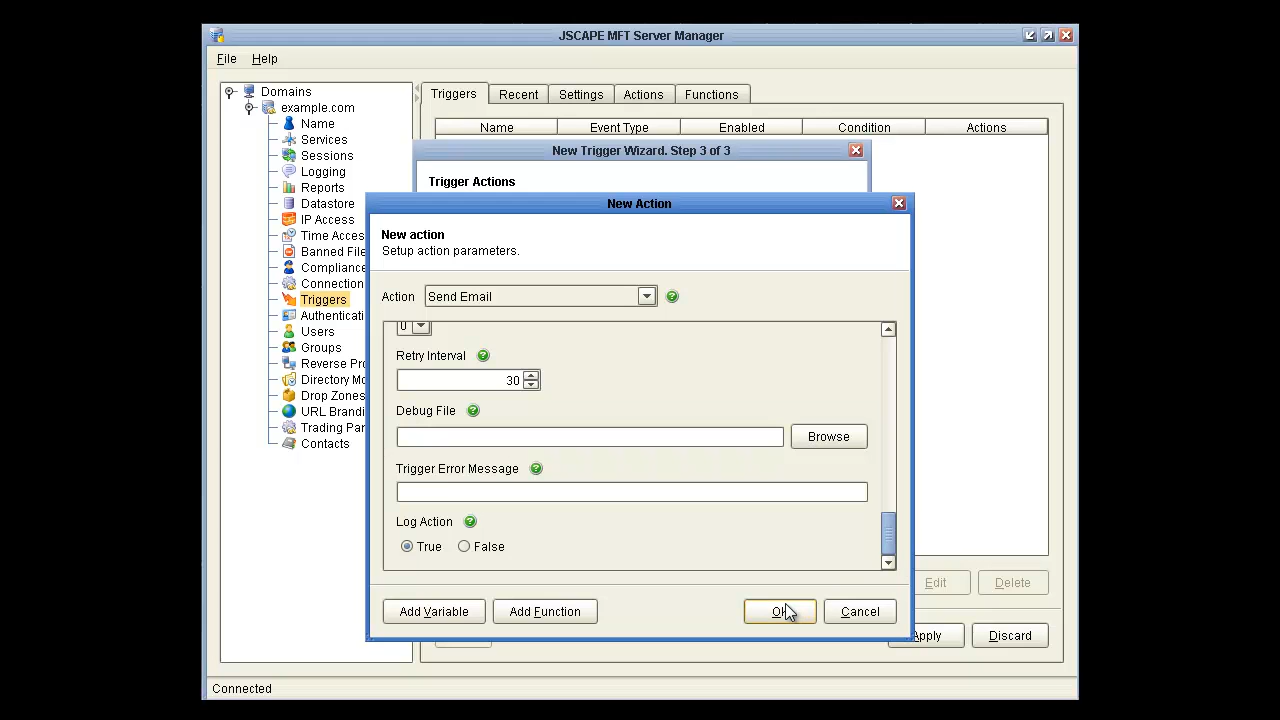 JSCAPE MFT Server Manager
File Help
Domains
example.com
Name
Services
Sessions
Logging
Reports
Datastore
IP Access
Time Acces
Banned File
Compliance
Connection
Triggers
Authenticati
Users
Groups
Reverse Pro
Directory Mo
Drop Zones
URL Brandi
Trading Par
Contacts
Triggers Recent Settings Actions Functions
Name Event Type Enabled Condition Actions
New Trigger Wizard. Step 3 of 3
Trigger Actions
New Action
New action
Setup action parameters.
Action Send Email
0
Retry Interval
30
Debug File
Browse
Trigger Error Message
Log Action
True False
Add Variable Add Function OK Cancel
Edit Delete
Apply Discard
Connected